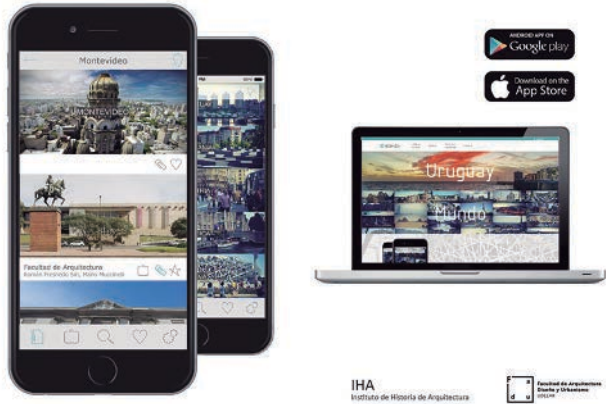 Montevideo
MONTEVIDEO
Facultad de Arquitectura
ANDROID APP ON
Google play
Download on the
App Store
Uruguay
Mundo
IHA
Instituto de Historia de Arquitectura
F a
d u
Facultad de Arquitectura
Diseño y Urbanismo
UDELAR